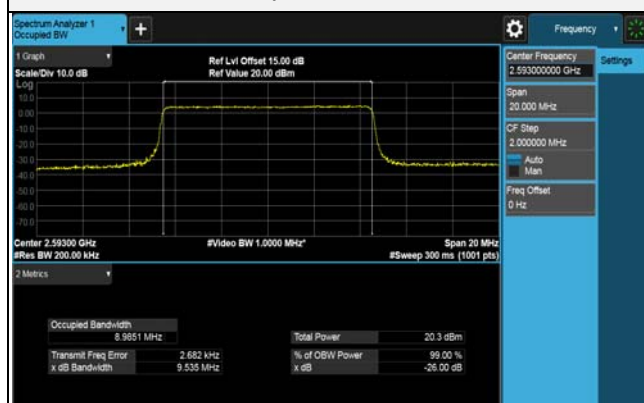 Spectrum Analyzer 1
Occupied BW
+
Frequency
1 Graph
Ref Lvl Offset 15.00 dB
Scale/Div 10.0 dB
Ref Value 20.00 dBm
Log
10.0
0.00
-10.0
-20.0
-30.0
-40.0
-50.0
-60.0
-70.0
Center 2.59300 GHz
#Video BW 1.0000 MHz*
Span 20 MHz
#Res BW 200.00 kHz
#Sweep 300 ms (1001 pts)
2 Metrics
Occupied Bandwidth
8.9851 MHz
Total Power
20.3 dBm
Transmit Freq Error
2.682 kHz
% of OBW Power
99.00 %
x dB Bandwidth
9.535 MHz
x dB
-26.00 dB
Center Frequency
2.593000000 GHz
Settings
Span
20.000 MHz
CF Step
2.000000 MHz
Auto
Man
Freq Offset
0 Hz